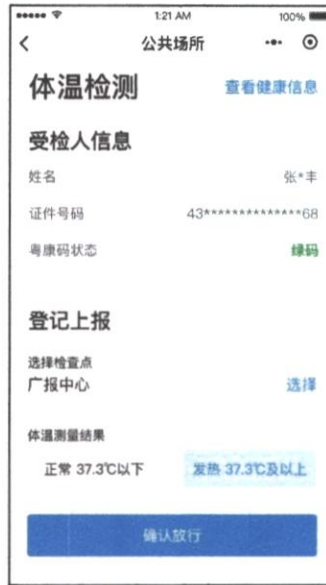 1:21 AM 100%
公共场所
体温检测 查看健康信息
受检人信息
姓名 张*丰
证件号码 43**************68
粤康码状态 绿码
登记上报
选择检查点
广报中心 选择
体温测量结果
正常 37.3℃以下 发热 37.3℃及以上
确认放行